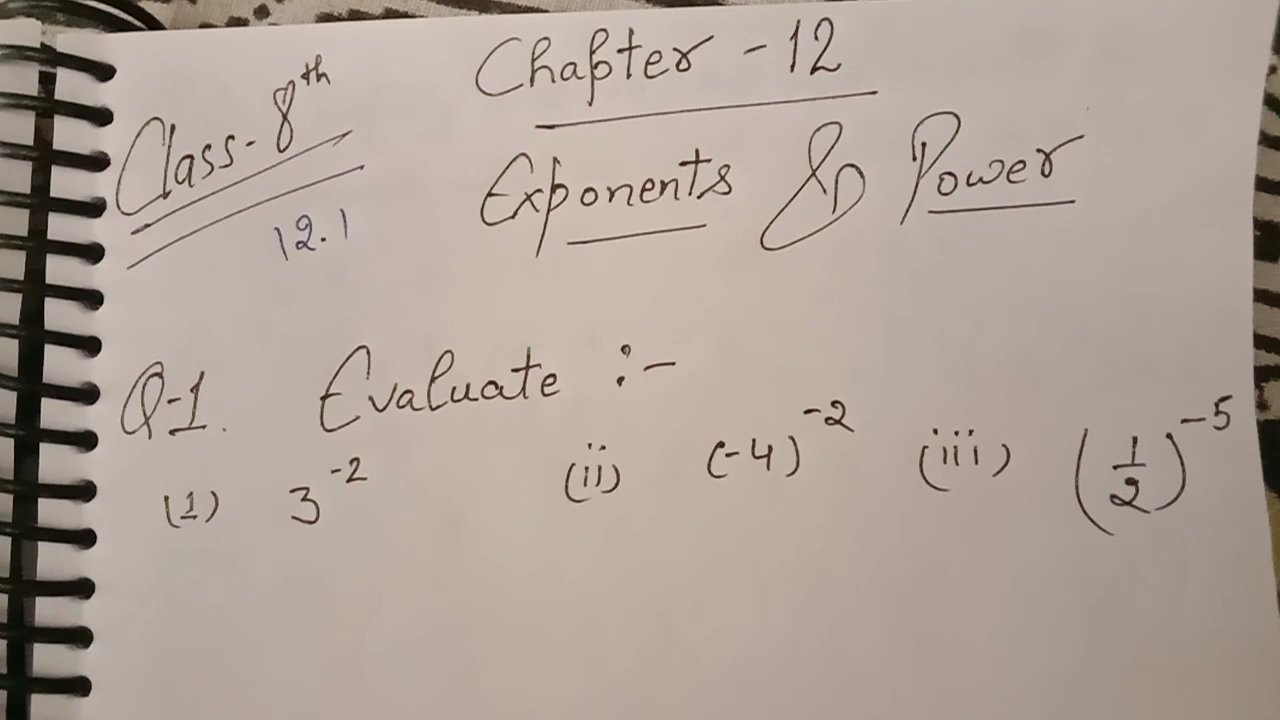 Chapter - 12
Class - 8th
Exponents & Power
12.1
Q-1. Evaluate :-
(1) 3^-2 (ii) (-4)^-2 (iii) (1/2)^-5